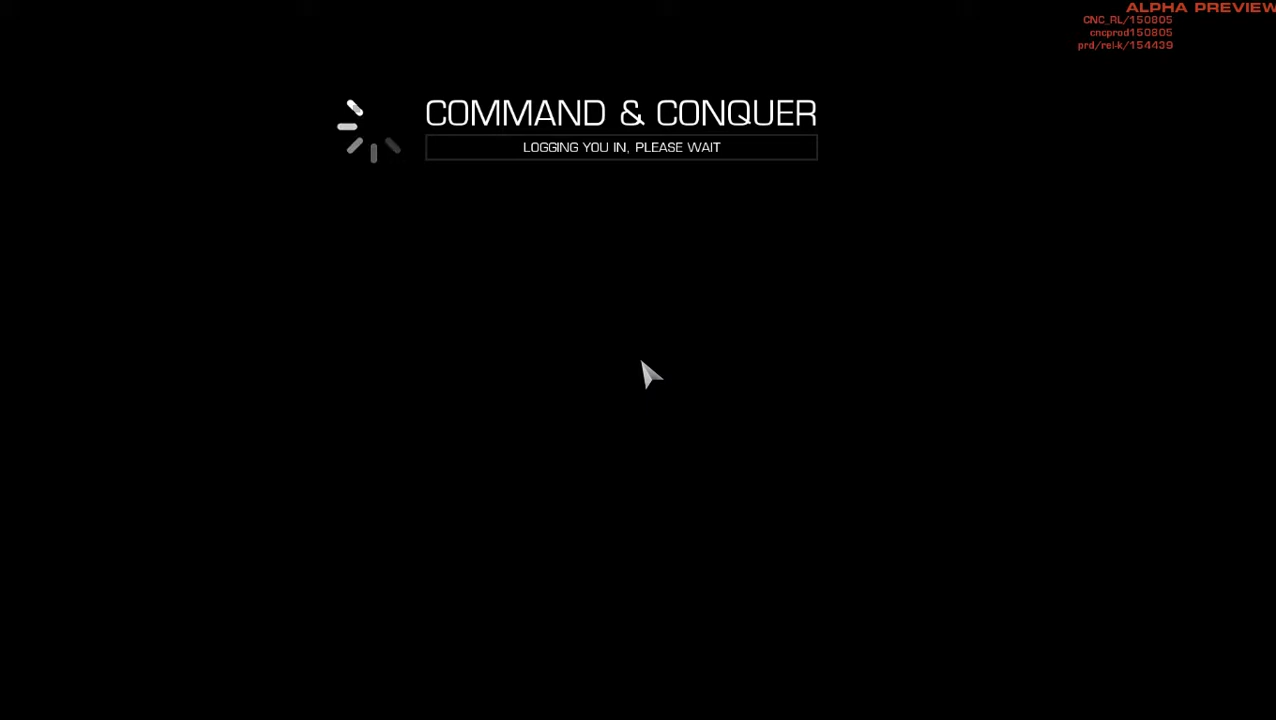 ALPHA PREVIEW
CNC_RL/150805
cncprod150805
prd/rel-k/154439
COMMAND & CONQUER
LOGGING YOU IN, PLEASE WAIT